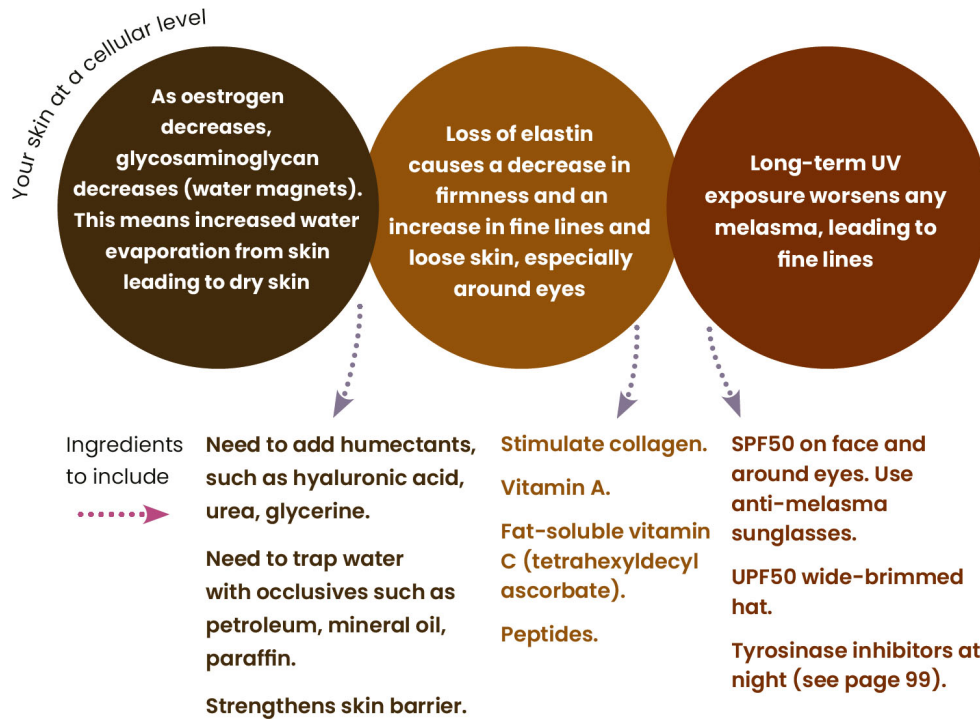 Your skin at a cellular level
As oestrogen
decreases,
glycosaminoglycan
decreases (water magnets).
This means increased water
evaporation from skin
leading to dry skin
Loss of elastin
causes a decrease in
firmness and an
increase in fine lines and
loose skin, especially
around eyes
Long-term UV
exposure worsens any
melasma, leading to
fine lines
Ingredients
to include
Need to add humectants,
such as hyaluronic acid,
urea, glycerine.
Need to trap water
with occlusives such as
petroleum, mineral oil,
paraffin.
Strengthens skin barrier.
Stimulate collagen.
Vitamin A.
Fat-soluble vitamin
C (tetrahexyldecyl
ascorbate).
Peptides.
SPF50 on face and
around eyes. Use
anti-melasma
sunglasses.
UPF50 wide-brimmed
hat.
Tyrosinase inhibitors at
night (see page 99).